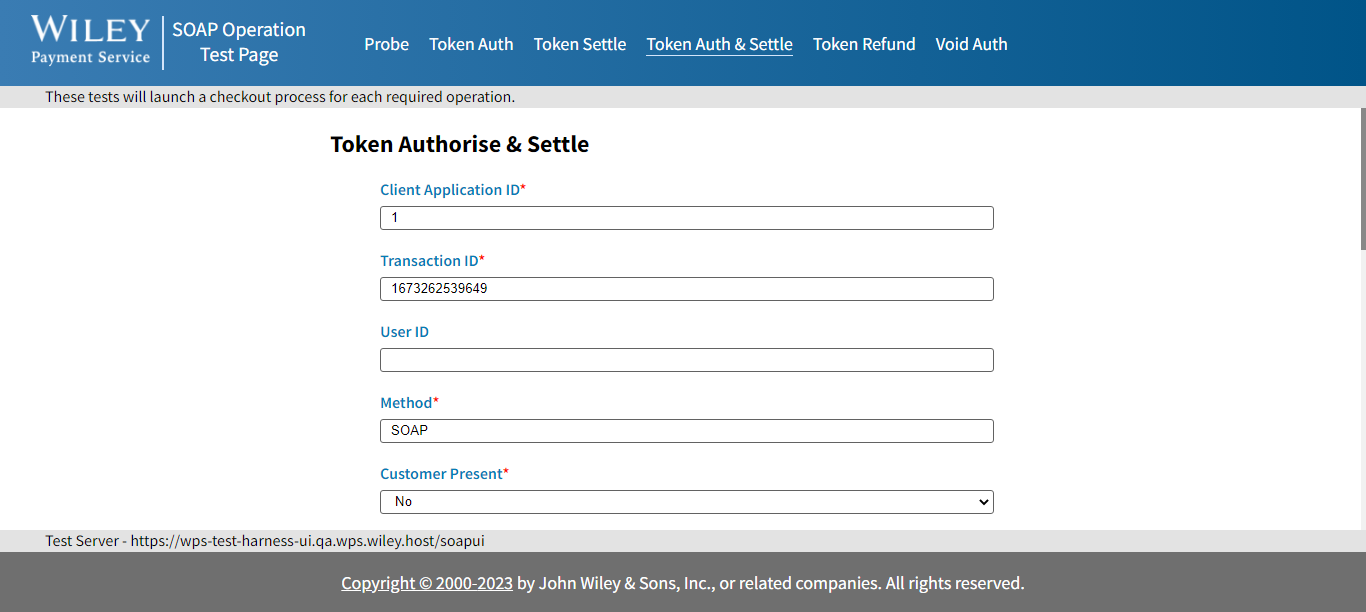 WILEY
Payment Service
SOAP Operation
Test Page
Probe Token Auth Token Settle Token Auth & Settle Token Refund Void Auth
These tests will launch a checkout process for each required operation.
Token Authorise & Settle
Client Application ID*
1
Transaction ID*
1673262539649
User ID
Method*
SOAP
Customer Present*
No
Test Server - https://wps-test-harness-ui.qa.wps.wiley.host/soapui
Copyright © 2000-2023 by John Wiley & Sons, Inc., or related companies. All rights reserved.